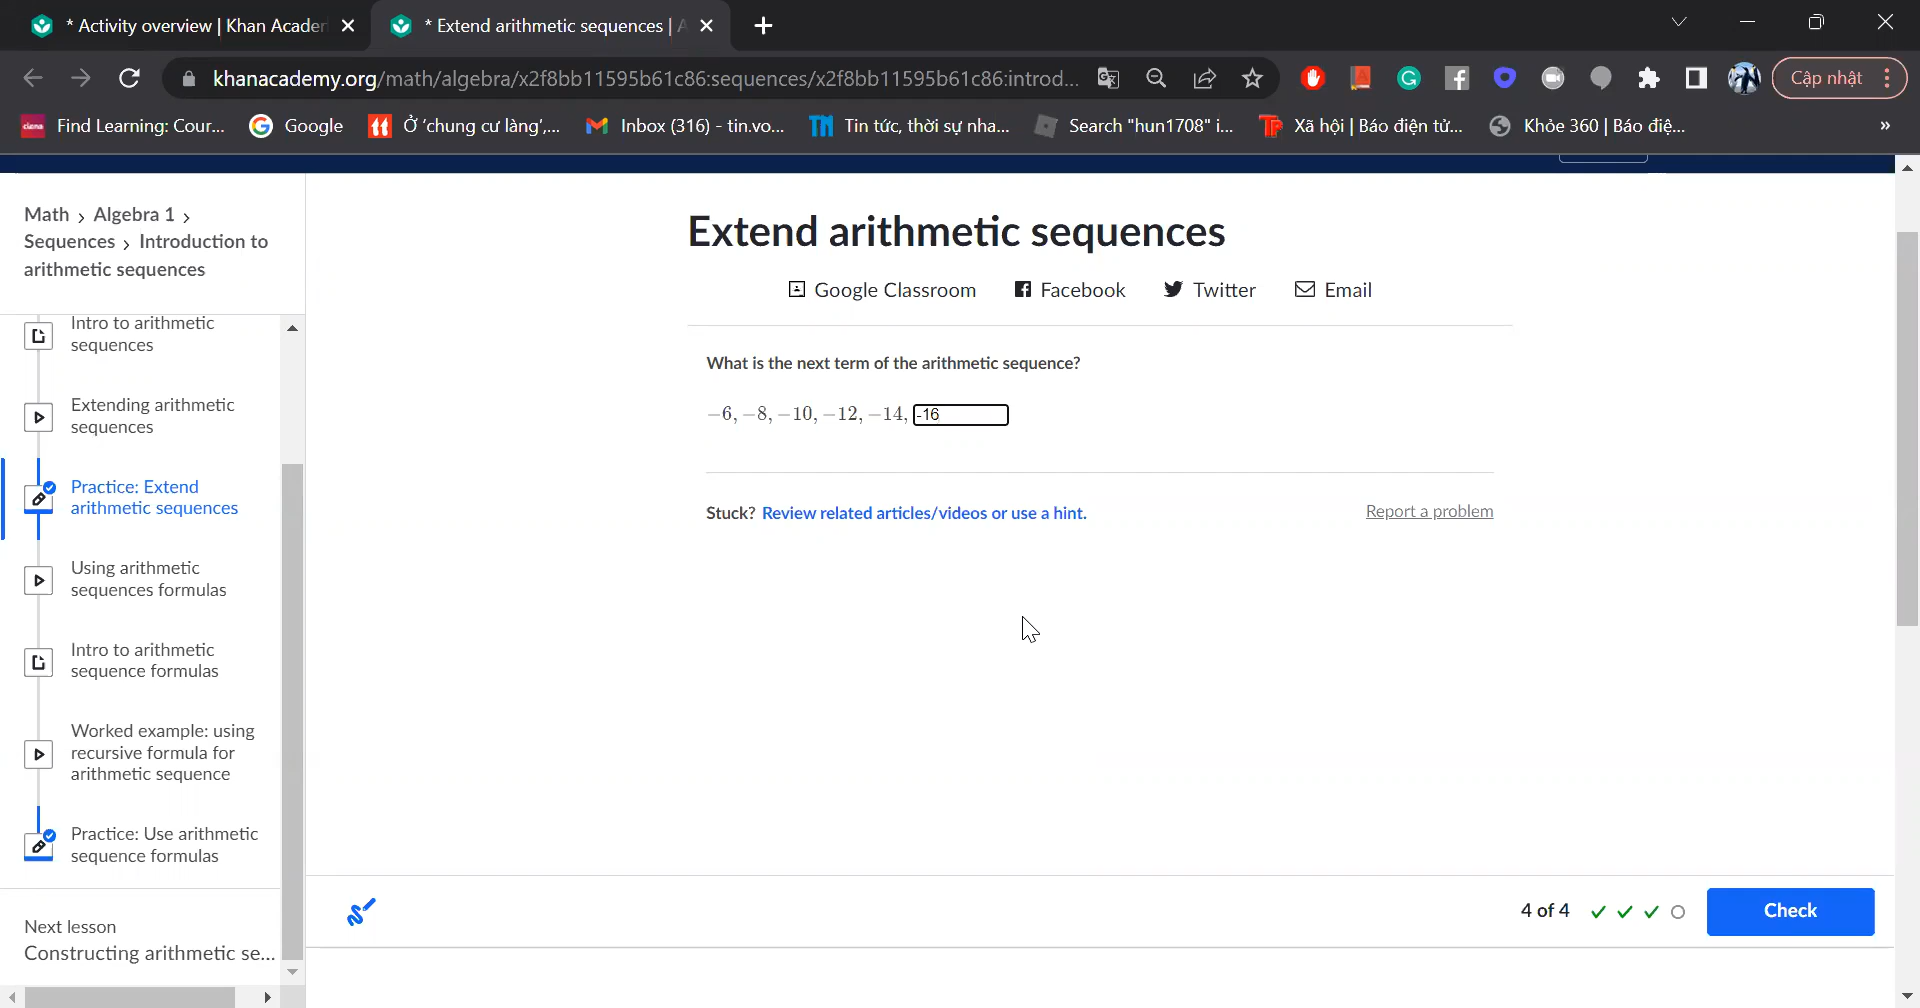 * Activity overview | Khan Acader
* Extend arithmetic sequences | A
khanacademy.org/math/algebra/x2f8bb11595b61c86:sequences/x2f8bb11595b61c86:introd...
Cập nhật
ciena Find Learning: Cour...
Google
Ở 'chung cư làng',...
Inbox (316) - tin.vo...
Tin tức, thời sự nha...
Search "hun1708" i...
Xã hội | Báo điện tử...
Khỏe 360 | Báo điệ...
»
Math › Algebra 1 ›
Sequences › Introduction to
arithmetic sequences
Intro to arithmetic
sequences
Extending arithmetic
sequences
Practice: Extend
arithmetic sequences
Using arithmetic
sequences formulas
Intro to arithmetic
sequence formulas
Worked example: using
recursive formula for
arithmetic sequence
Practice: Use arithmetic
sequence formulas
Next lesson
Constructing arithmetic se...
Extend arithmetic sequences
Google Classroom
Facebook
Twitter
Email
What is the next term of the arithmetic sequence?
−6, −8, −10, −12, −14, -16
Stuck? Review related articles/videos or use a hint.
Report a problem
4 of 4
Check